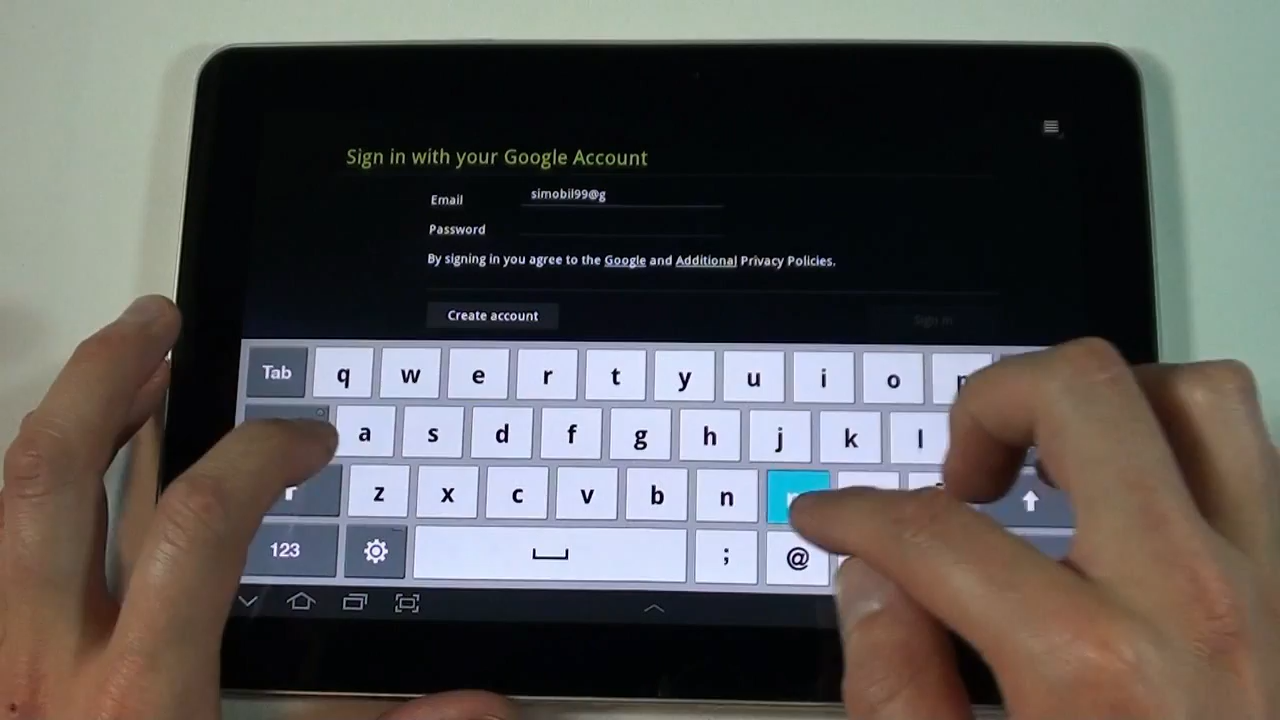 Sign in with your Google Account
Email simobil99@g
Password
By signing in you agree to the Google and Additional Privacy Policies.
Create account Sign in
Tab q w e r t y u i o p
a s d f g h j k l
z x c v b n m
123 ; @